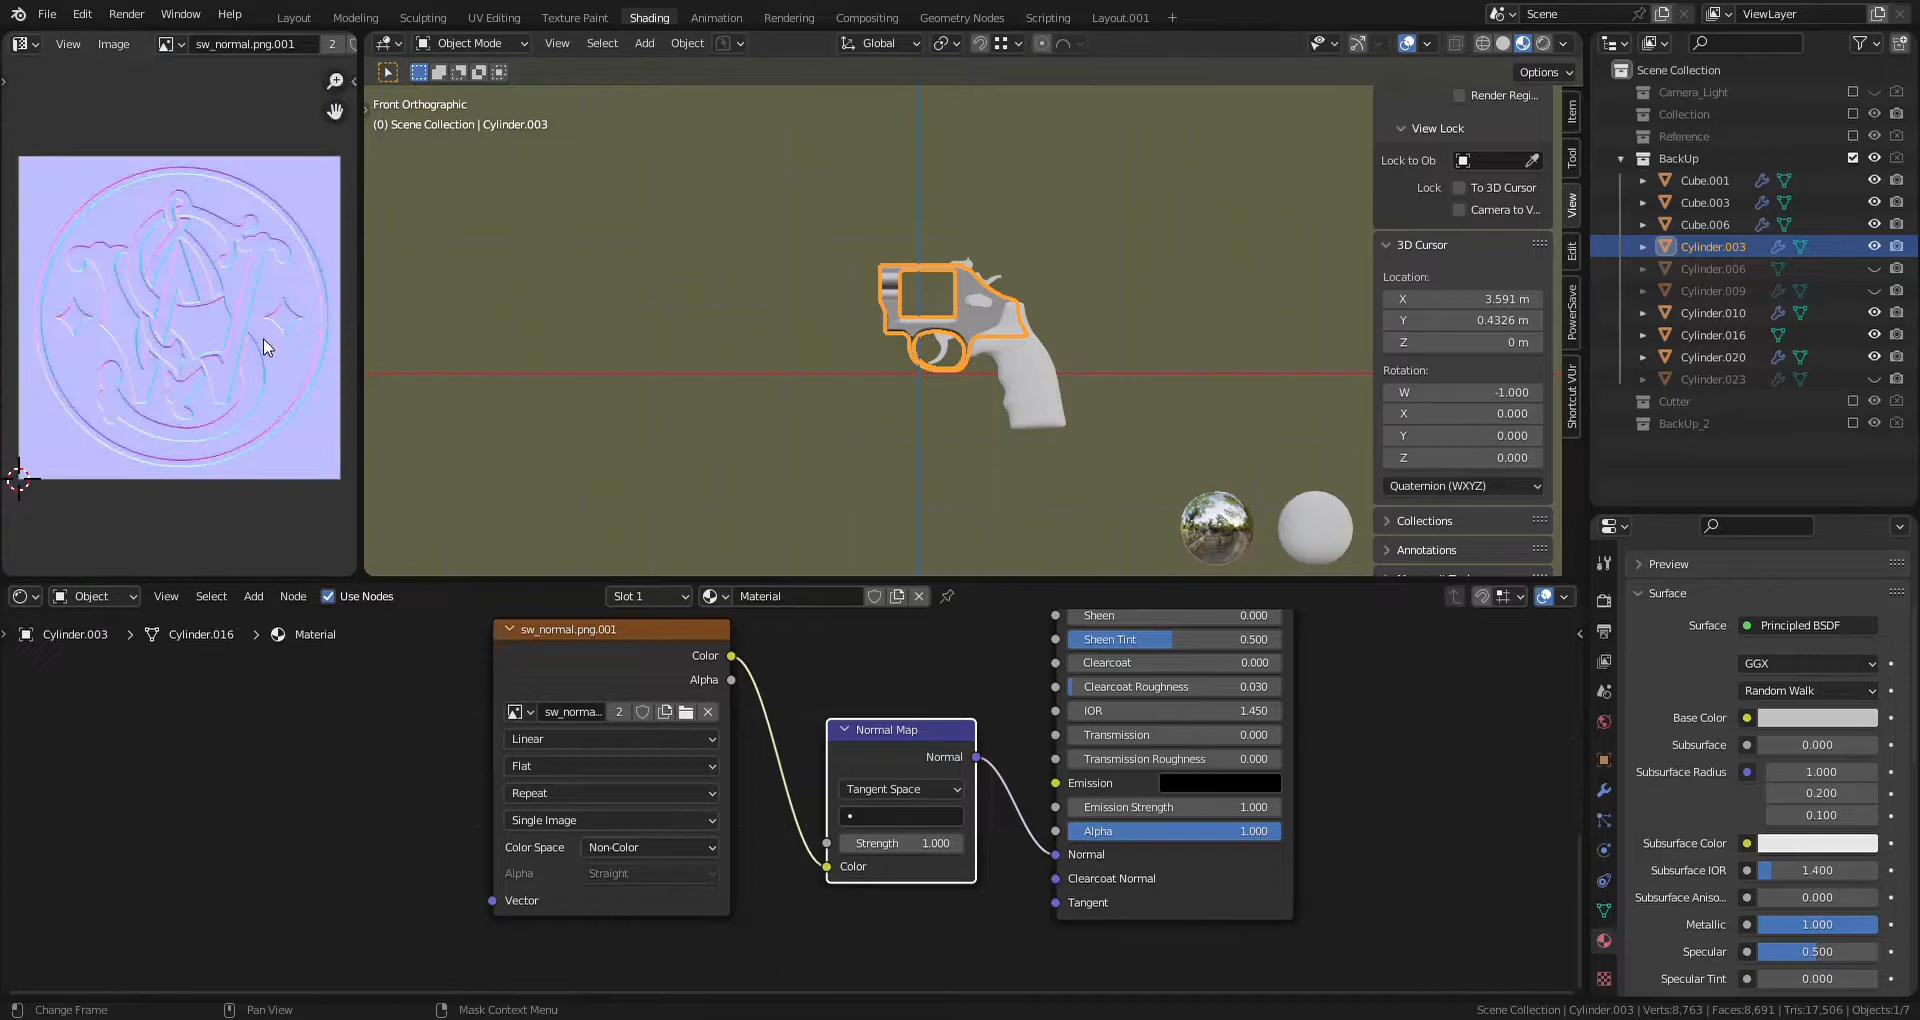 File Edit Render Window Help Layout Modeling Sculpting UV Editing Texture Paint Shading Animation Rendering Compositing Geometry Nodes Scripting Layout.001 + Scene ViewLayer
View Image sw_normal.png.001 2 Object Mode View Select Add Object Global
Options
Front Orthographic
(0) Scene Collection | Cylinder.003
Render Regi...
View Lock
Lock to Ob
Lock To 3D Cursor
Camera to V...
3D Cursor
Location:
X 3.591 m
Y 0.4326 m
Z 0 m
Rotation:
W -1.000
X 0.000
Y 0.000
Z 0.000
Quaternion (WXYZ)
Collections
Annotations
Item
Tool
View
Edit
PowerSave
Shortcut VUr
Scene Collection
Camera_Light
Collection
Reference
BackUp
Cube.001
Cube.003
Cube.006
Cylinder.003
Cylinder.006
Cylinder.009
Cylinder.010
Cylinder.016
Cylinder.020
Cylinder.023
Cutter
BackUp_2
Object View Select Add Node Use Nodes Slot 1 Material
Cylinder.003 > Cylinder.016 > Material
sw_normal.png.001
Color
Alpha
sw_norma... 2
Linear
Flat
Repeat
Single Image
Color Space Non-Color
Alpha Straight
Vector
Normal Map
Normal
Tangent Space
Strength 1.000
Color
Sheen 0.000
Sheen Tint 0.500
Clearcoat 0.000
Clearcoat Roughness 0.030
IOR 1.450
Transmission 0.000
Transmission Roughness 0.000
Emission
Emission Strength 1.000
Alpha 1.000
Normal
Clearcoat Normal
Tangent
Preview
Surface
Surface Principled BSDF
GGX
Random Walk
Base Color
Subsurface 0.000
Subsurface Radius 1.000
0.200
0.100
Subsurface Color
Subsurface IOR 1.400
Subsurface Aniso... 0.000
Metallic 1.000
Specular 0.500
Specular Tint 0.000
Change Frame Pan View Mask Context Menu Scene Collection | Cylinder.003 | Verts:8,763 | Faces:8,691 | Tris:17,506 | Objects:1/7